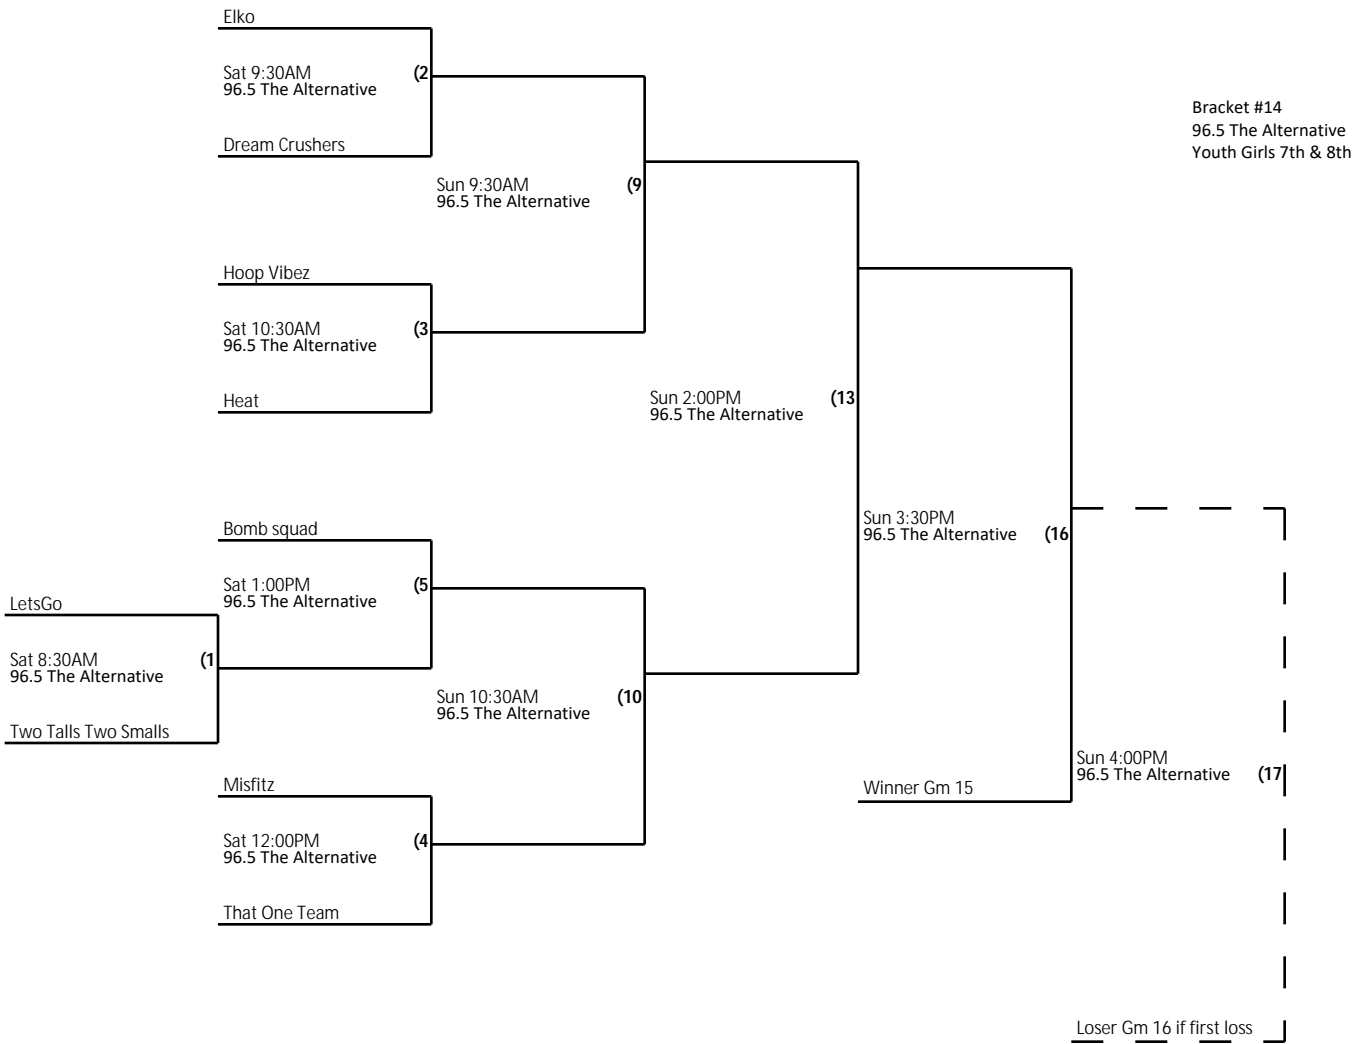 Elko
Sat 9:30AM (2
96.5 The Alternative
Dream Crushers
Bracket #14
96.5 The Alternative
Youth Girls 7th & 8th
Sun 9:30AM (9
96.5 The Alternative
Hoop Vibez
Sat 10:30AM (3
96.5 The Alternative
Heat
Sun 2:00PM (13
96.5 The Alternative
Bomb squad
Sat 1:00PM (5
96.5 The Alternative
LetsGo
Sat 8:30AM (1
96.5 The Alternative
Two Talls Two Smalls
Sun 10:30AM (10
96.5 The Alternative
Misfitz
Sat 12:00PM (4
96.5 The Alternative
That One Team
Sun 3:30PM
96.5 The Alternative (16
Winner Gm 15
Sun 4:00PM
96.5 The Alternative (17
Loser Gm 16 if first loss